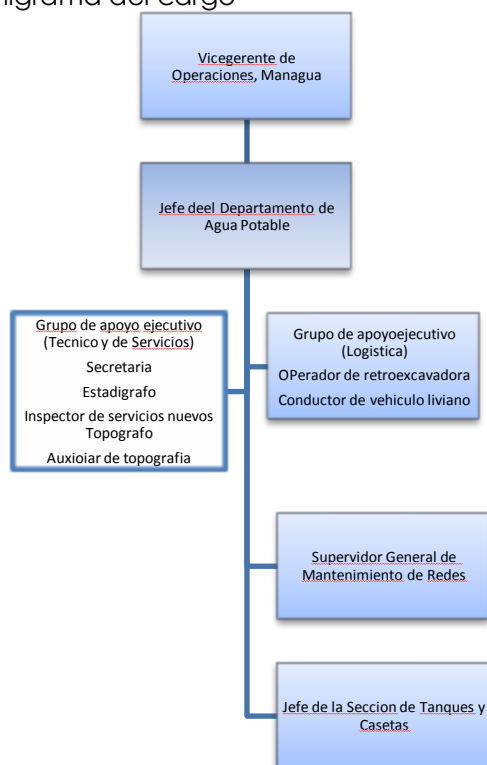 nigrama del cargo
Vicegerente de
Operaciones, Managua
Jefe deel Departamento de
Agua Potable
Grupo de apoyo ejecutivo
(Tecnico y de Servicios)
Secretaria
Estadigrafo
Inspector de servicios nuevos
Topografo
Auxioiar de topografia
Grupo de apoyoejecutivo
(Logistica)
OPerador de retroexcavadora
Conductor de vehiculo liviano
Supervidor General de
Mantenimiento de Redes
Jefe de la Seccion de Tanques y
Casetas